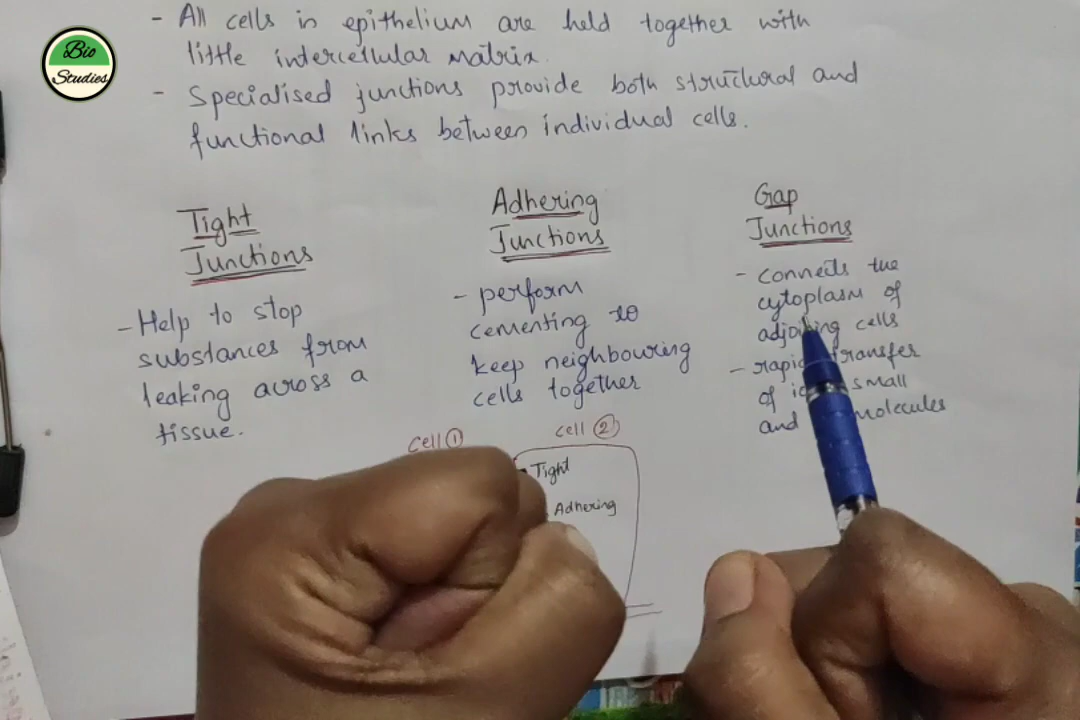 Bio
Studies
- All cells in epithelium are held together with
little intercellular matrix.
- Specialised junctions provide both structural and
functional links between individual cells.
Tight
Junctions
- Help to stop
substances from
leaking across a
tissue.
Adhering
Junctions
- perform
cementing to
keep neighbouring
cells together
Gap
Junctions
- connects the
cytoplasm of
adjoining cells
- rapid transfer
of small
and molecules
Cell ①
Cell ②
Tight
Adhering